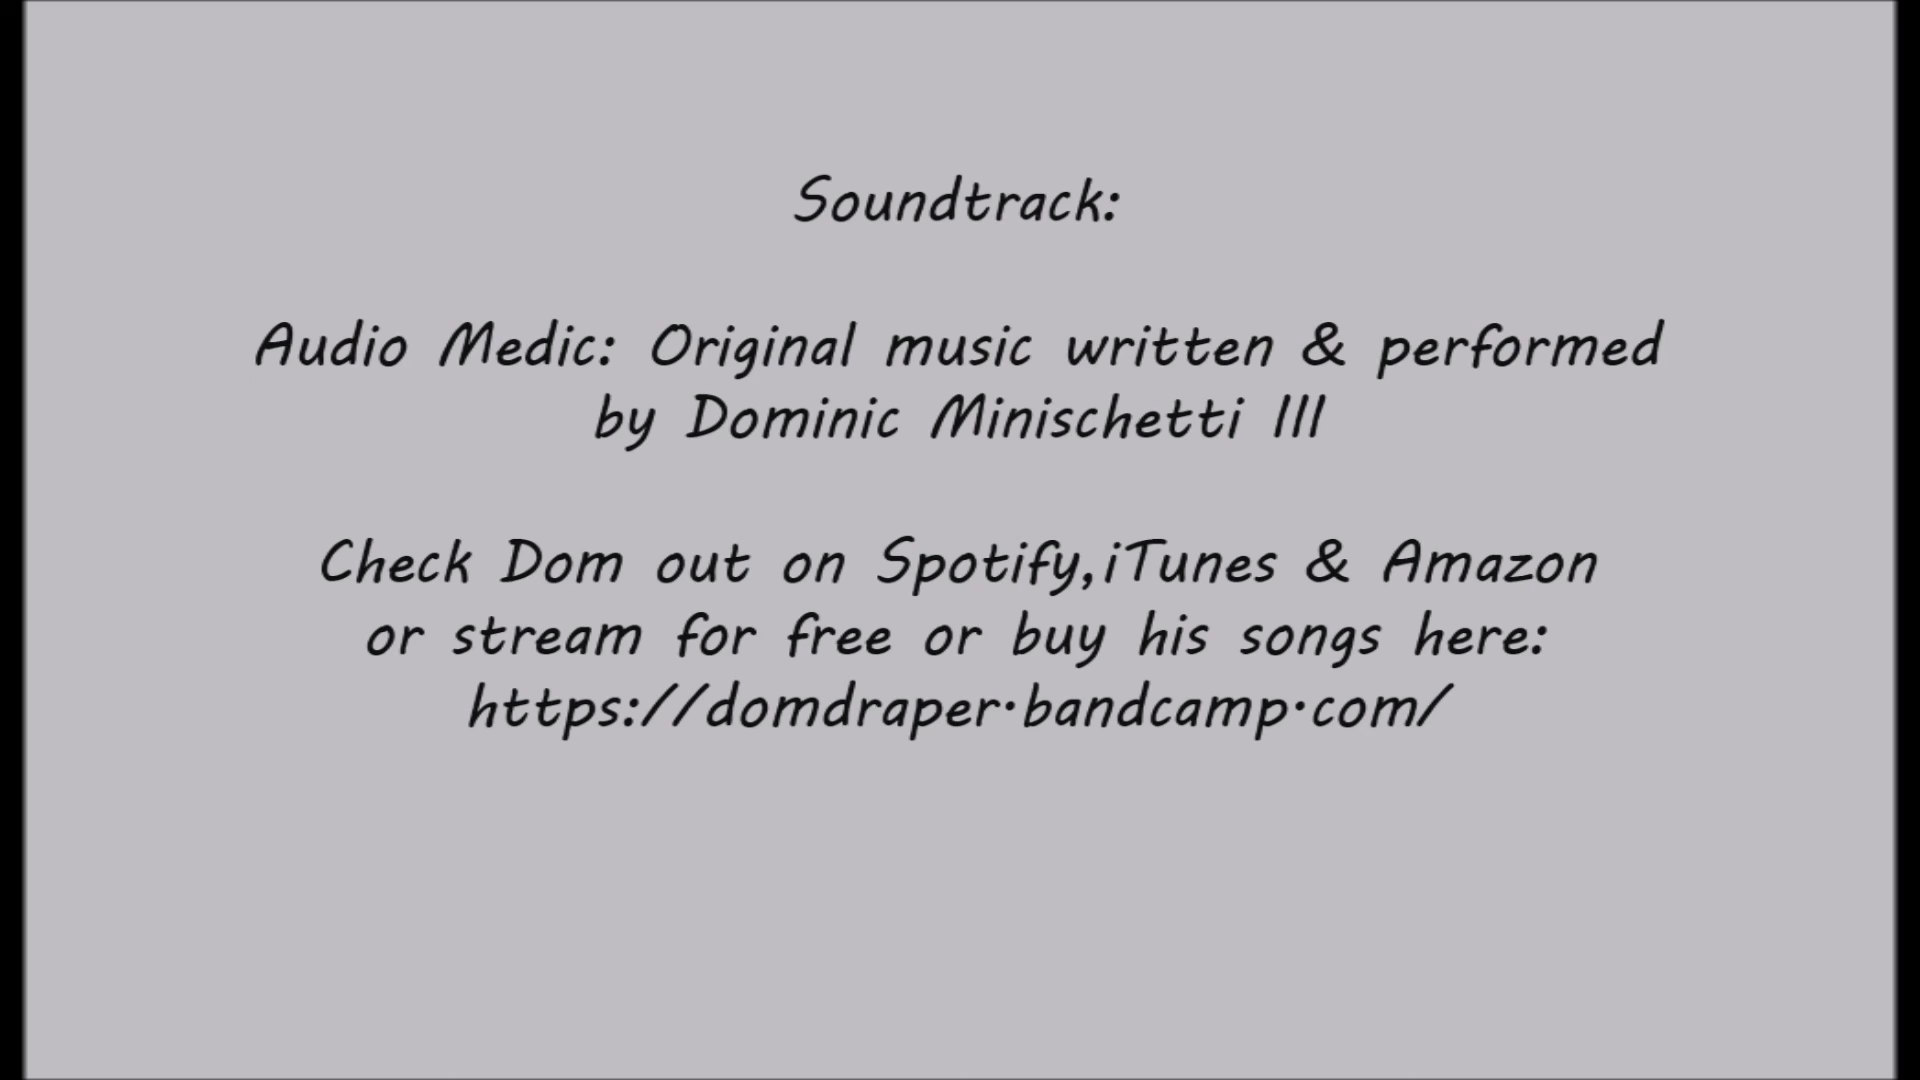 Soundtrack:
Audio Medic: Original music written & performed
by Dominic Minischetti III
Check Dom out on Spotify,iTunes & Amazon
or stream for free or buy his songs here:
https://domdraper.bandcamp.com/